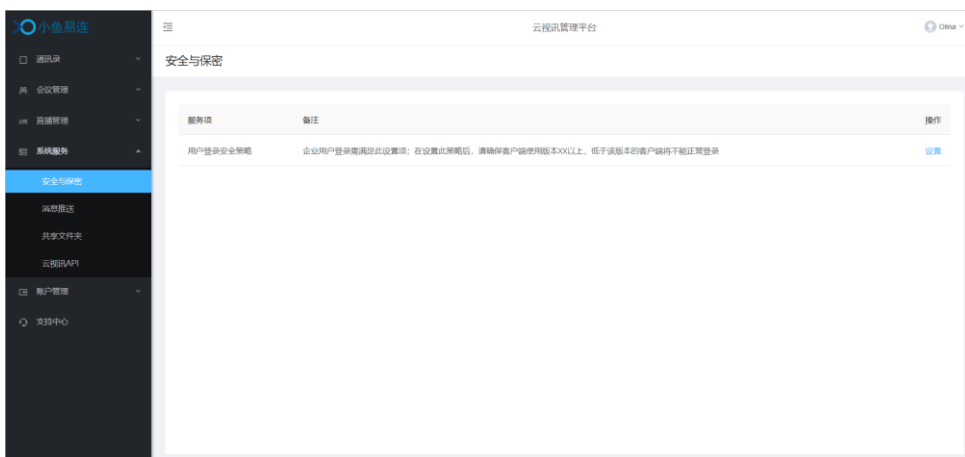 小鱼易连
云视讯管理平台
Olina
通讯录
安全与保密
会议管理
直播管理
服务项 备注 操作
系统服务
用户登录安全策略 企业用户登录需满足此设置项；在设置此策略后，请确保客户端使用版本XX以上，低于该版本的客户端将不能正常登录 设置
安全与保密
消息推送
共享文件夹
云视讯API
账户管理
支持中心